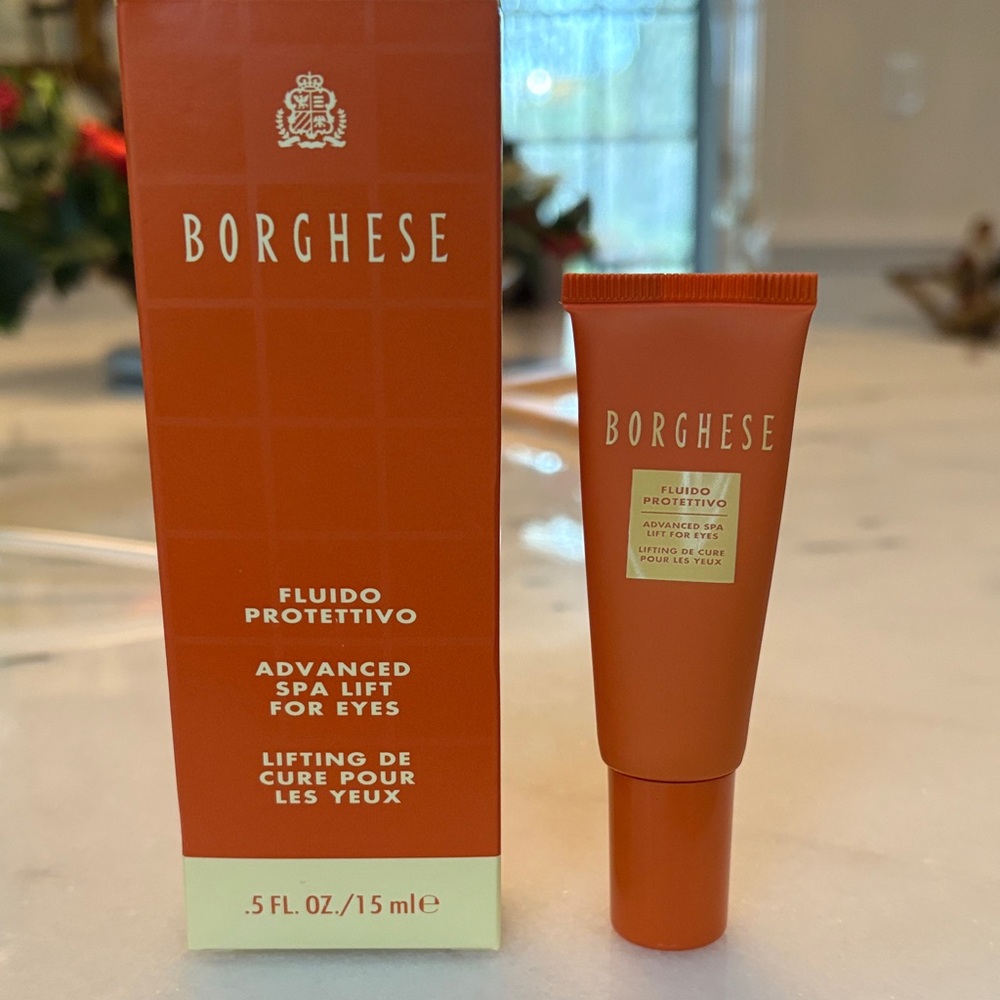 BORGHESE
FLUIDO
PROTETTIVO
ADVANCED
SPA LIFT
FOR EYES
LIFTING DE
CURE POUR
LES YEUX
.5 FL. OZ./15 ml℮
BORGHESE
FLUIDO
PROTETTIVO
ADVANCED SPA
LIFT FOR EYES
LIFTING DE CURE
POUR LES YEUX